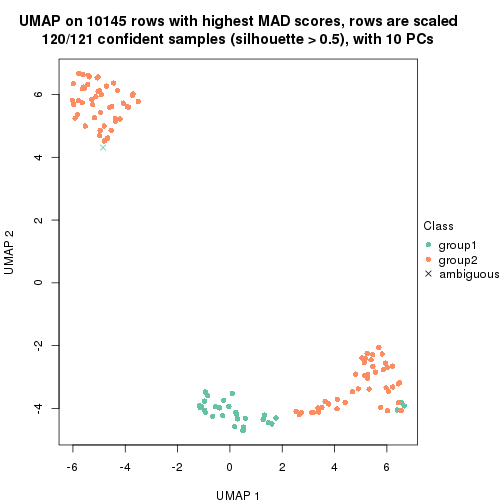 UMAP on 10145 rows with highest MAD scores, rows are scaled
120/121 confident samples (silhouette > 0.5), with 10 PCs
6
4
2
0
-2
-4
UMAP 2
-6
-4
-2
0
2
4
6
UMAP 1
Class
group1
group2
ambiguous